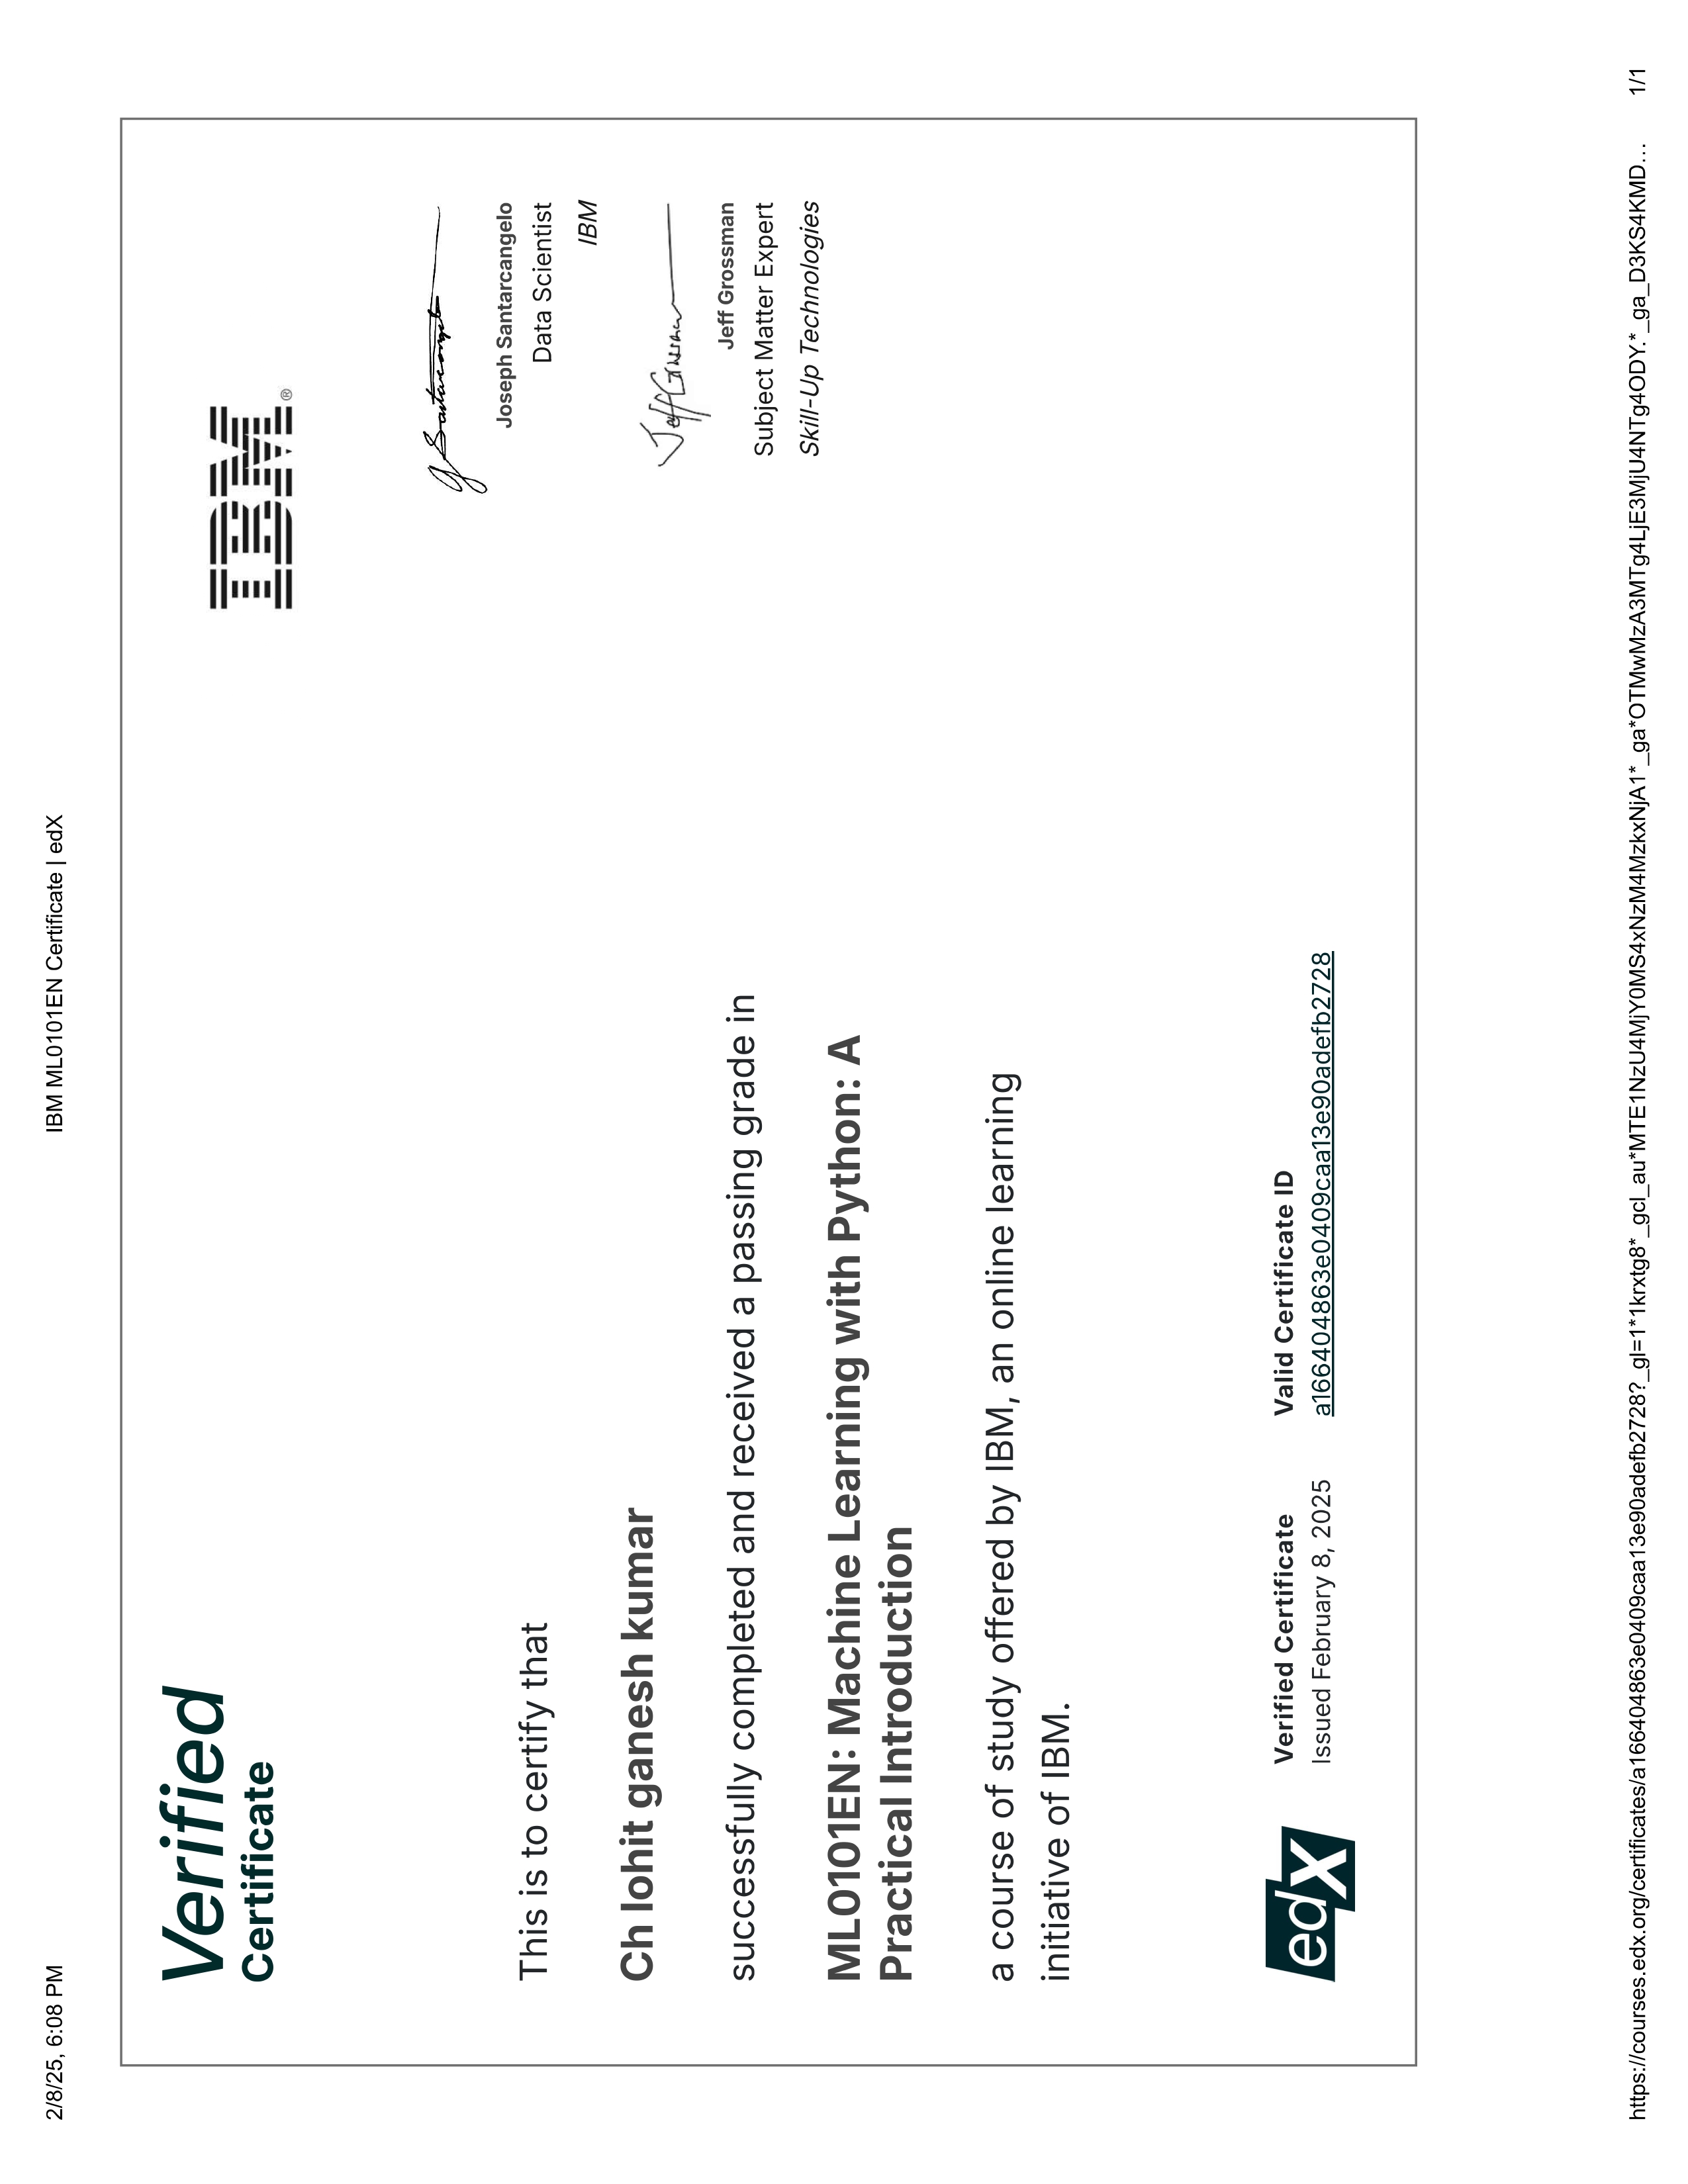 2/8/25, 6:08 PM
IBM ML0101EN Certificate | edX
Verified
Certificate
IBM®
This is to certify that
Ch lohit ganesh kumar
successfully completed and received a passing grade in
ML0101EN: Machine Learning with Python: A
Practical Introduction
a course of study offered by IBM, an online learning
initiative of IBM.
J Santarcangelo
Joseph Santarcangelo
Data Scientist
IBM
Jeff Grossman
Jeff Grossman
Subject Matter Expert
Skill-Up Technologies
edX
Verified Certificate
Issued February 8, 2025
Valid Certificate ID
a166404863e0409caa13e90adefb2728
https://courses.edx.org/certificates/a166404863e0409caa13e90adefb2728?_gl=1*1krxtg8*_gcl_au*MTE1NzU4MjY0MS4xNzM4MzkxNjA1*_ga*OTMwMzA3MTg4LjE3MjU4NTg4ODY.*_ga_D3KS4KMD…
1/1